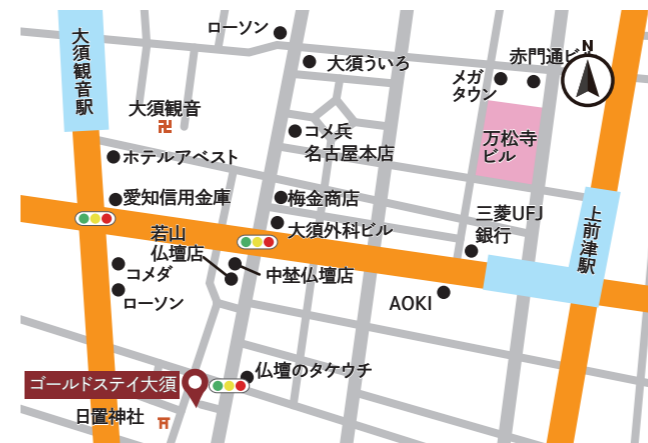 ローソン
大須観音駅
大須ういろ
赤門通ビ
N
メガ
タウン
大須観音
卍
コメ兵
名古屋本店
万松寺
ビル
ホテルアベスト
愛知信用金庫
梅金商店
三菱UFJ
銀行
上前津駅
若山
仏壇店
大須外科ビル
中埜仏壇店
コメダ
ローソン
AOKI
仏壇のタケウチ
ゴールドステイ大須
日置神社